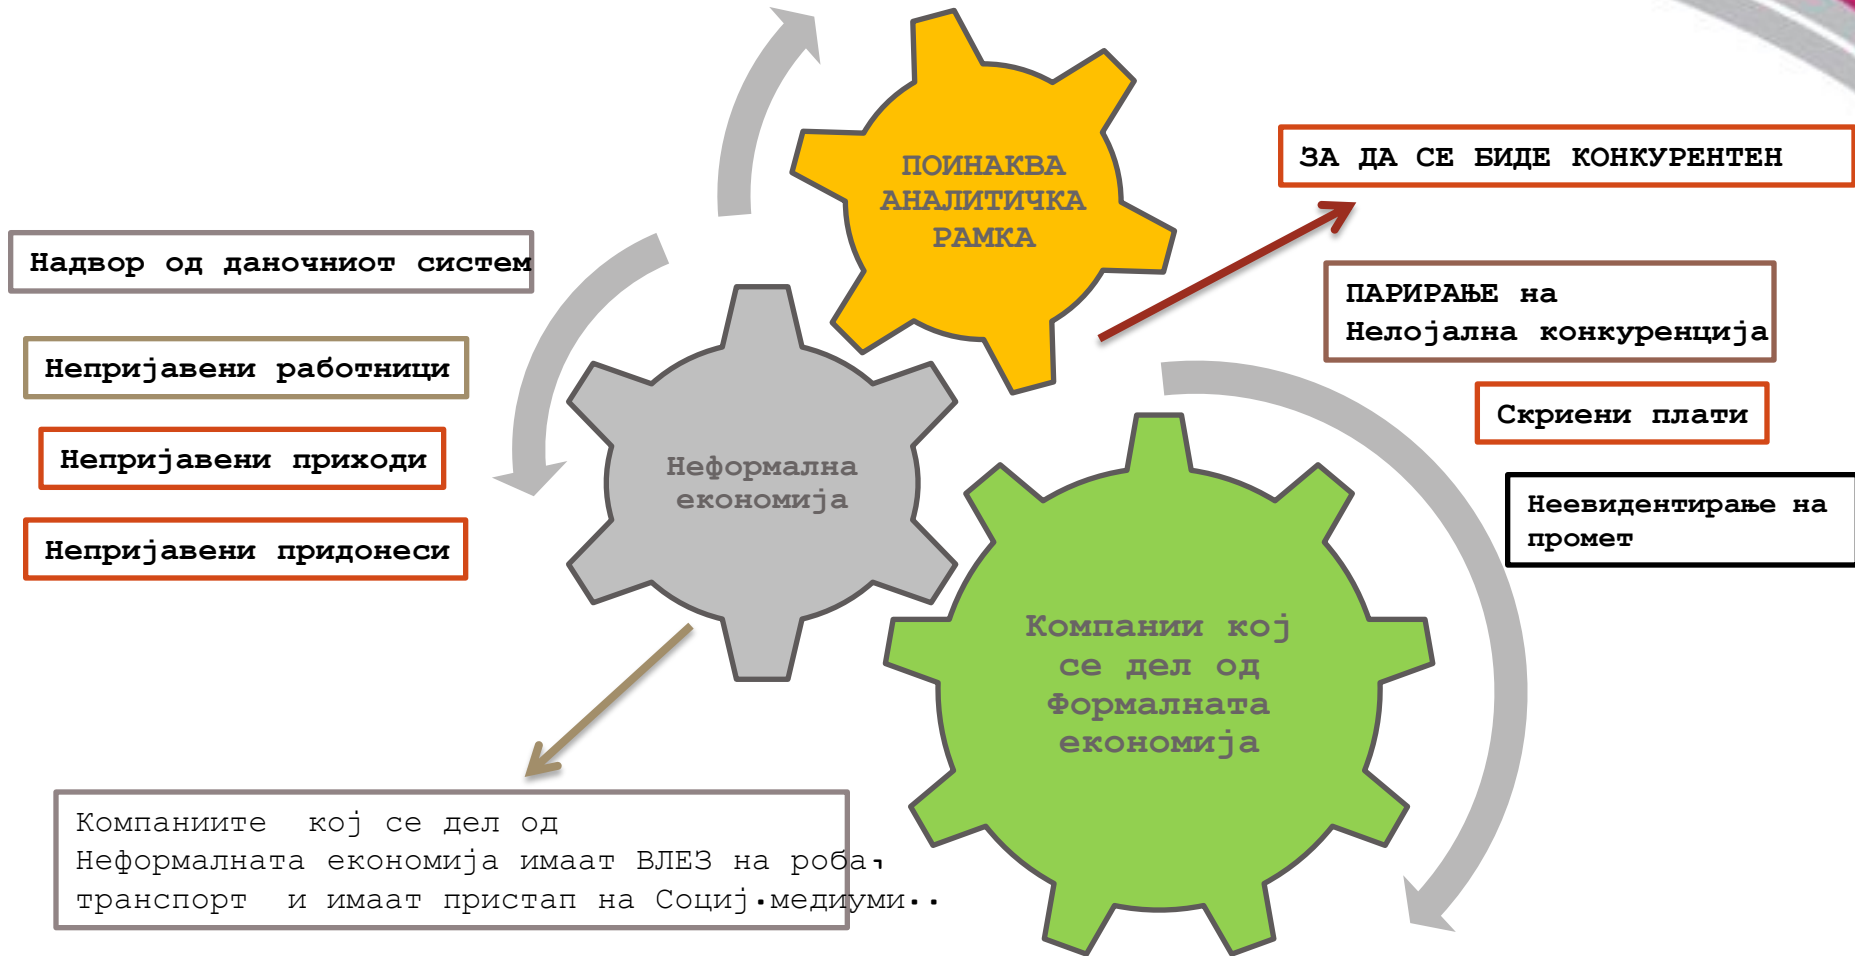 ПОИНАКВА
АНАЛИТИЧКА
РАМКА
ЗА ДА СЕ БИДЕ КОНКУРЕНТЕН
Надвор од даночниот систем
ПАРИРАЊЕ на
Нелојална конкуренција
Непријавени работници
Скриени плати
Непријавени приходи
Неформална
економија
Неевидентирање на
промет
Непријавени придонеси
Компании кој
се дел од
Формалната
економија
Компаниите  кој се дел од
Неформалната економија имаат ВЛЕЗ на роба,
транспорт  и имаат пристап на Социј.медиуми..